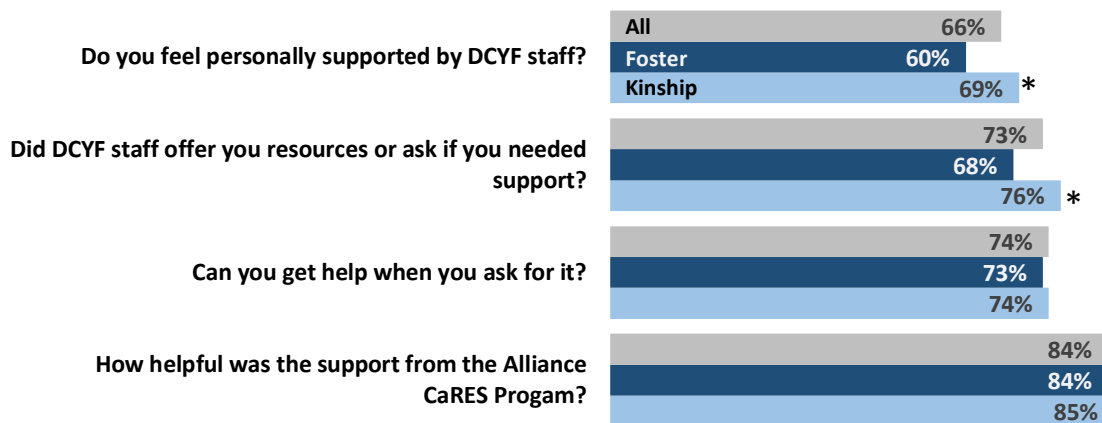 Do you feel personally supported by DCYF staff?
All 66%
Foster 60%
Kinship 69% *
Did DCYF staff offer you resources or ask if you needed
support?
73%
68%
76% *
Can you get help when you ask for it?
74%
73%
74%
How helpful was the support from the Alliance
CaRES Progam?
84%
84%
85%